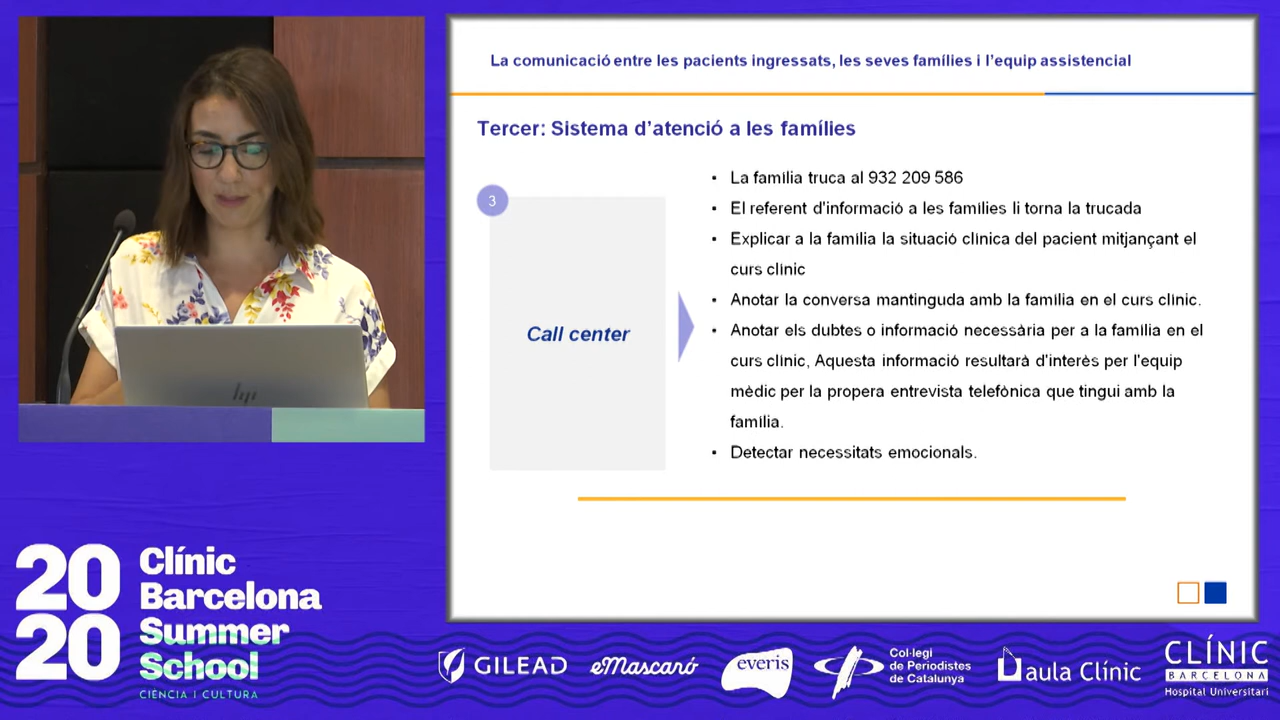 La comunicació entre les pacients ingressats, les seves famílies i l'equip assistencial
Tercer: Sistema d'atenció a les famílies
3
Call center
• La família truca al 932 209 586
• El referent d'informació a les famílies li torna la trucada
• Explicar a la família la situació clínica del pacient mitjançant el
curs clínic
• Anotar la conversa mantinguda amb la família en el curs clínic.
• Anotar els dubtes o informació necessària per a la família en el
curs clínic, Aquesta informació resultarà d'interès per l'equip
mèdic per la propera entrevista telefònica que tingui amb la
família.
• Detectar necessitats emocionals.
hp
20
20
Clínic
Barcelona
Summer
School
CIÈNCIA I CULTURA
GILEAD
eMascaró
everis
Col·legi
de Periodistes
de Catalunya
aula Clínic
CLÍNIC
BARCELONA
Hospital Universitari